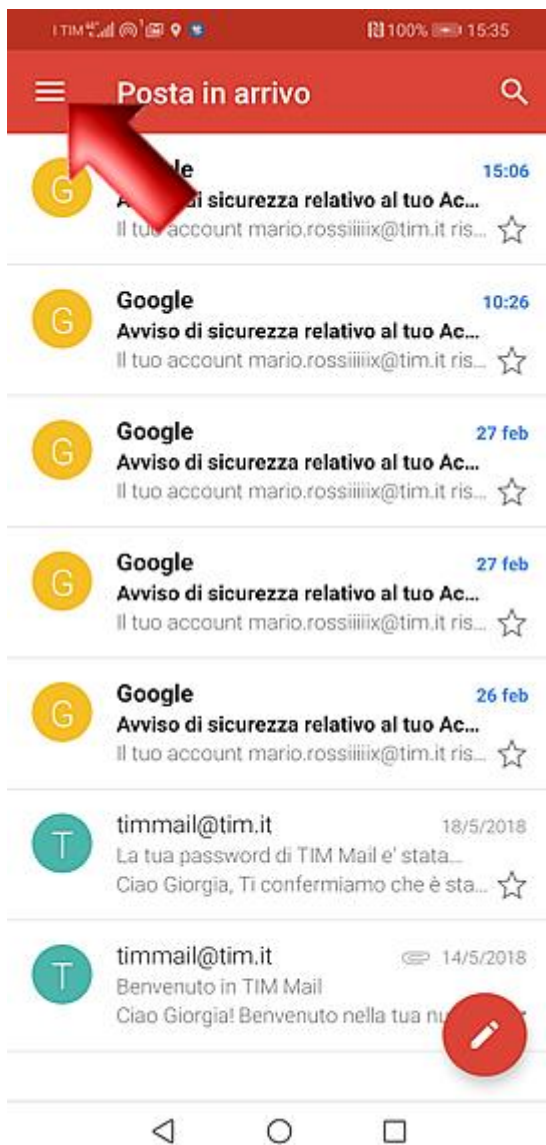 TIM 100% 15:35
Posta in arrivo
G le 15:06
i sicurezza relativo al tuo Ac...
Il tuo account mario.rossiiiiix@tim.it ris...
G Google 10:26
Avviso di sicurezza relativo al tuo Ac...
Il tuo account mario.rossiiiiix@tim.it ris...
G Google 27 feb
Avviso di sicurezza relativo al tuo Ac...
Il tuo account mario.rossiiiiix@tim.it ris...
G Google 27 feb
Avviso di sicurezza relativo al tuo Ac...
Il tuo account mario.rossiiiiix@tim.it ris...
G Google 26 feb
Avviso di sicurezza relativo al tuo Ac...
Il tuo account mario.rossiiiiix@tim.it ris...
T timmail@tim.it 18/5/2018
La tua password di TIM Mail e' stata...
Ciao Giorgia, Ti confermiamo che è sta...
T timmail@tim.it 14/5/2018
Benvenuto in TIM Mail
Ciao Giorgia! Benvenuto nella tua nu